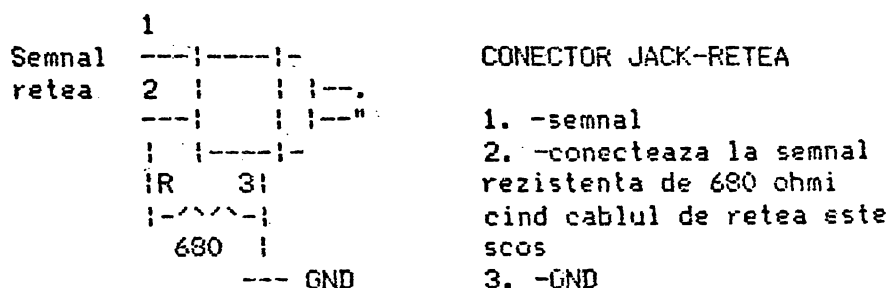 1
Semnal
retea 2
R 3
680
GND
CONECTOR JACK-RETEA
1. -semnal
2. -conecteaza la semnal
rezistenta de 680 ohmi
cind cablul de retea este
scos
3. -GND